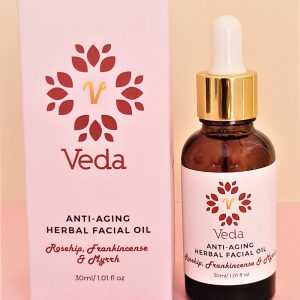 V
Veda
ANTI-AGING
HERBAL FACIAL OIL
Rosehip, Frankincense
& Myrrh
30ml/1.01 fl oz
Veda
ANTI-AGING
HERBAL FACIAL OIL
Rosehip, Frankincense & Myrrh
30ml/1.01 fl oz